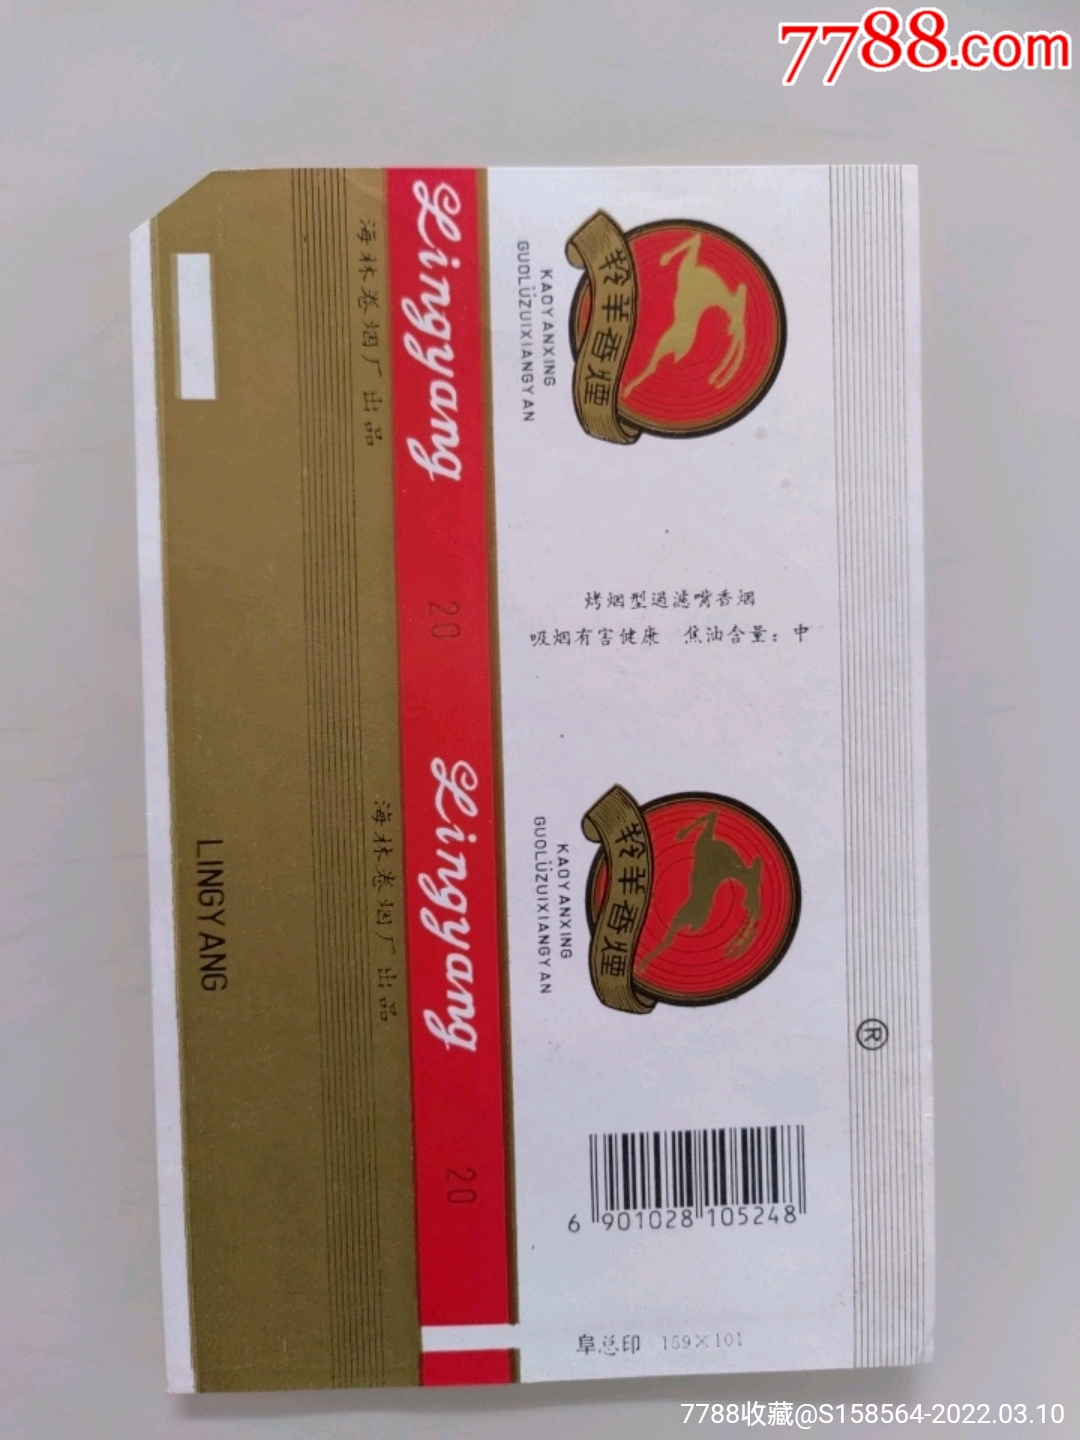 7788.com
海林卷烟厂 出品
Lingyang
KAOYANXING
GUOLÜZUIXIANGYAN
羚羊香煙
20
烤烟型过滤嘴香烟
吸烟有害健康 焦油含量：中
LINGYANG
海林卷烟厂 出品
Lingyang
KAOYANXING
GUOLÜZUIXIANGYAN
羚羊香煙
®
20
6 901028 105248
阜总印 159×101
7788收藏@S158564-2022.03.10